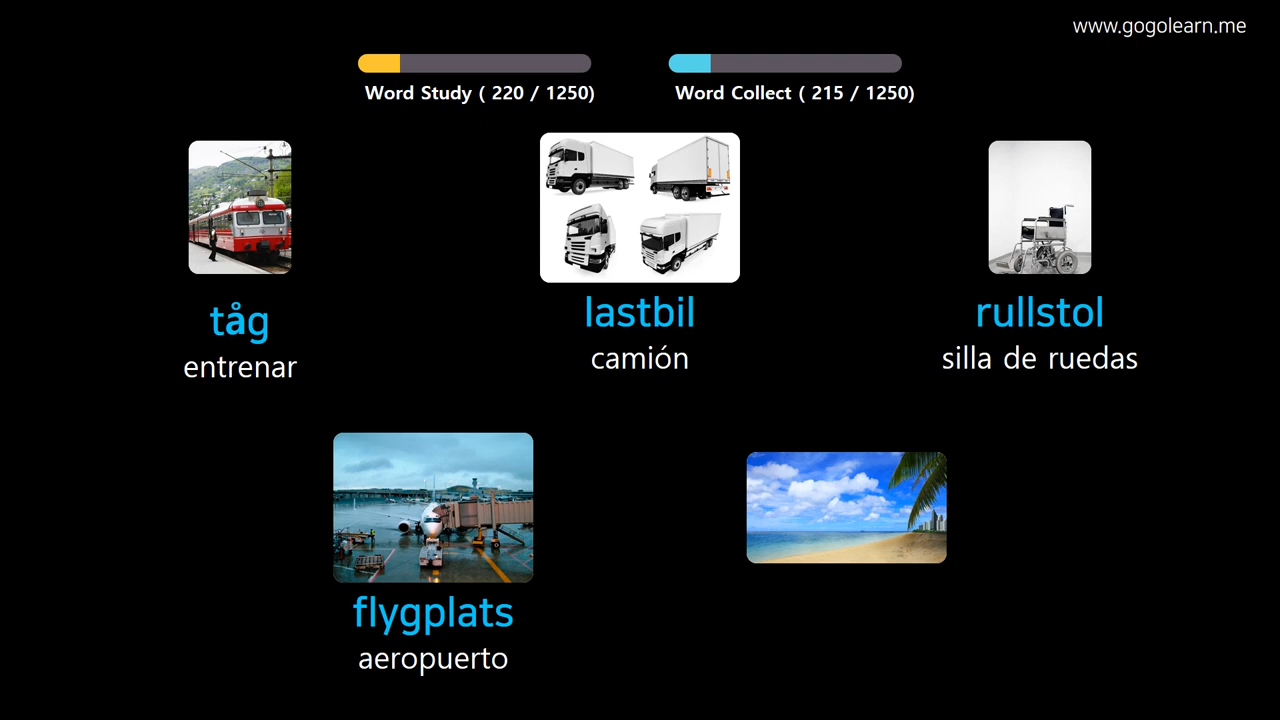 www.gogolearn.me
Word Study ( 220 / 1250)
Word Collect ( 215 / 1250)
tåg
entrenar
lastbil
camión
rullstol
silla de ruedas
flygplats
aeropuerto